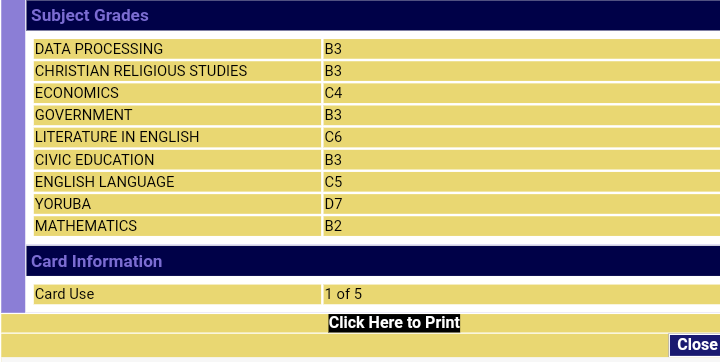 Subject Grades
DATA PROCESSING B3
CHRISTIAN RELIGIOUS STUDIES B3
ECONOMICS C4
GOVERNMENT B3
LITERATURE IN ENGLISH C6
CIVIC EDUCATION B3
ENGLISH LANGUAGE C5
YORUBA D7
MATHEMATICS B2
Card Information
Card Use 1 of 5
Click Here to Print
Close